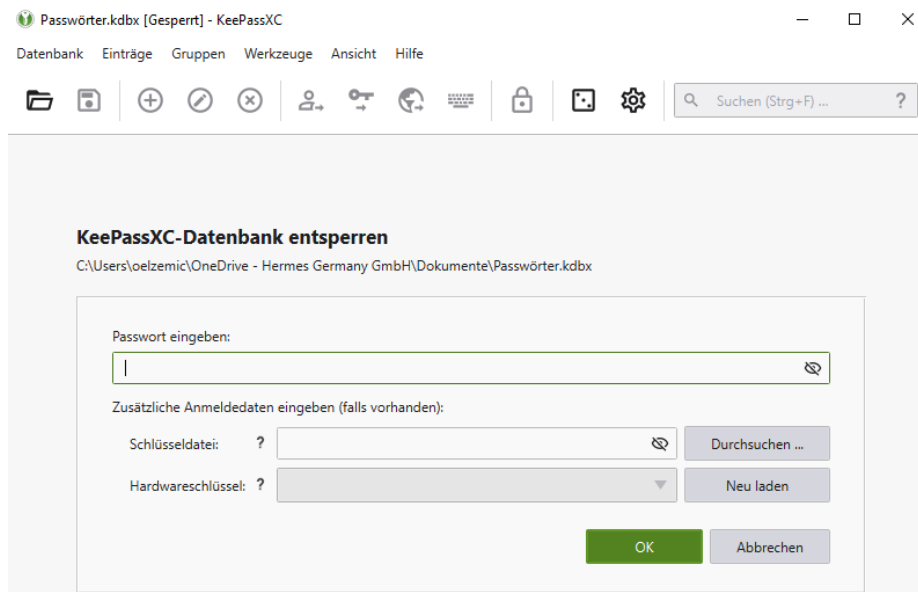 Passwörter.kdbx [Gesperrt] - KeePassXC
Datenbank Einträge Gruppen Werkzeuge Ansicht Hilfe
Suchen (Strg+F) ... ?
KeePassXC-Datenbank entsperren
C:\Users\oelzemic\OneDrive - Hermes Germany GmbH\Dokumente\Passwörter.kdbx
Passwort eingeben:
Zusätzliche Anmeldedaten eingeben (falls vorhanden):
Schlüsseldatei: ? Durchsuchen ...
Hardwareschlüssel: ? Neu laden
OK Abbrechen